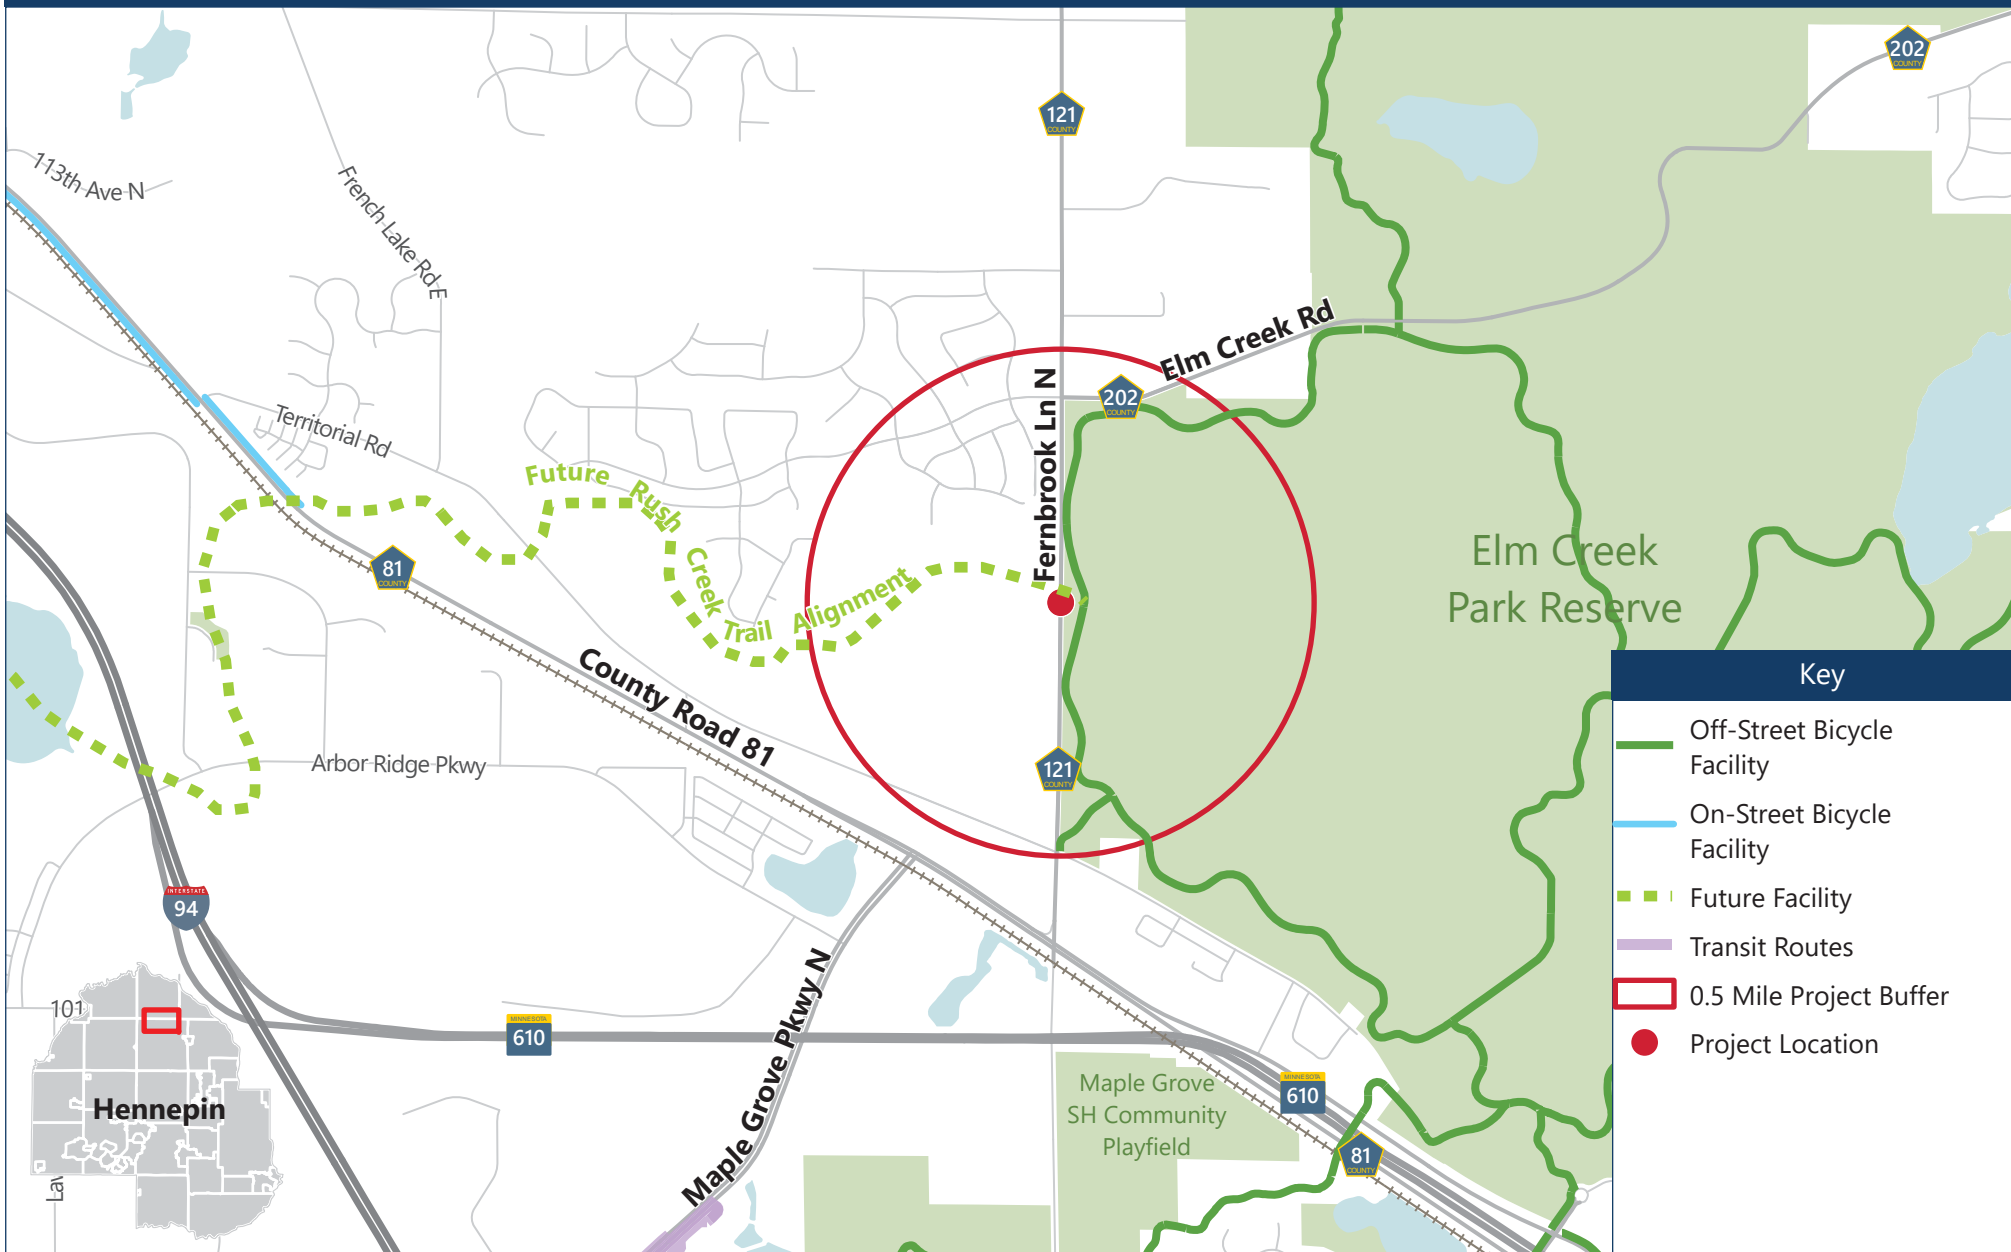 202
COUNTY
121
COUNTY
113th Ave N
French Lake Rd E
Elm Creek Rd
202
COUNTY
Fernbrook Ln N
Territorial Rd
Future Rush Creek Trail Alignment
81
COUNTY
Elm Creek
Park Reserve
County Road 81
Arbor Ridge Pkwy
121
COUNTY
Key
Off-Street Bicycle
Facility
On-Street Bicycle
Facility
Future Facility
Transit Routes
0.5 Mile Project Buffer
Project Location
INTERSTATE
94
101
MINNESOTA
610
Maple Grove Pkwy N
Hennepin
Maple Grove
SH Community
Playfield
MINNESOTA
610
81
COUNTY